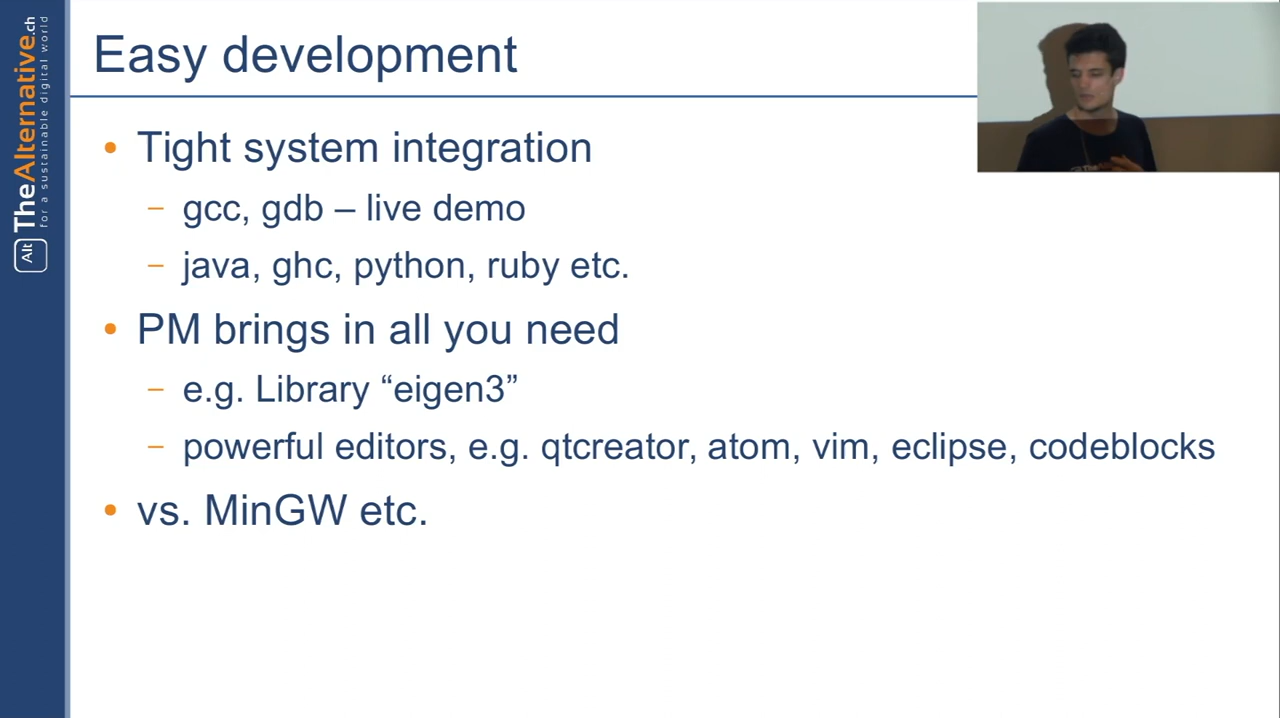 Alt TheAlternative.ch
for a sustainable digital world
Easy development
• Tight system integration
– gcc, gdb – live demo
– java, ghc, python, ruby etc.
• PM brings in all you need
– e.g. Library “eigen3”
– powerful editors, e.g. qtcreator, atom, vim, eclipse, codeblocks
• vs. MinGW etc.